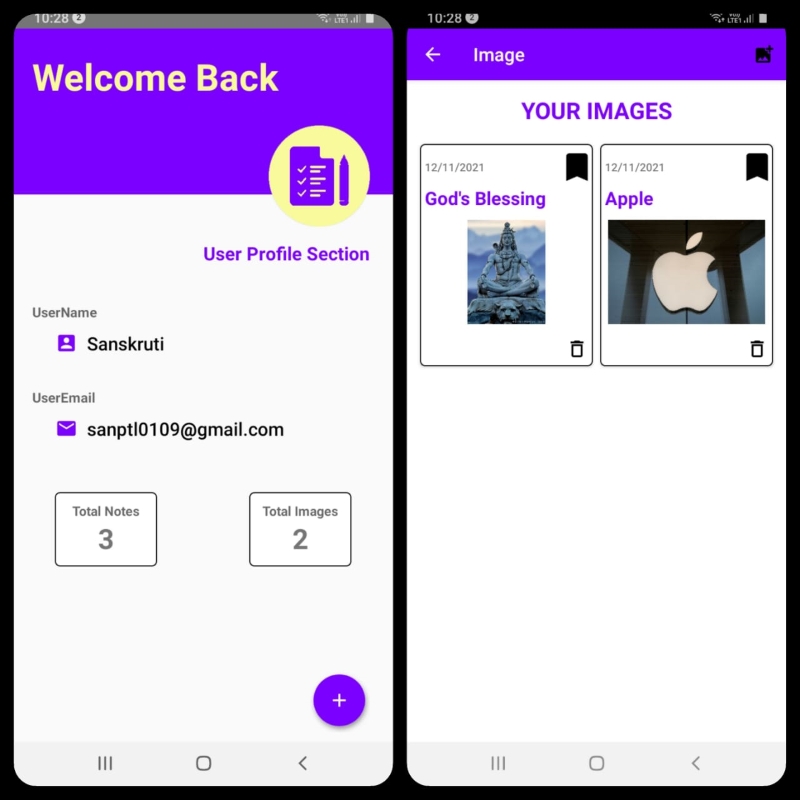 10:28 2
Welcome Back
User Profile Section
UserName
Sanskruti
UserEmail
sanptl0109@gmail.com
Total Notes
3
Total Images
2
10:28 2
Image
YOUR IMAGES
12/11/2021
God's Blessing
12/11/2021
Apple